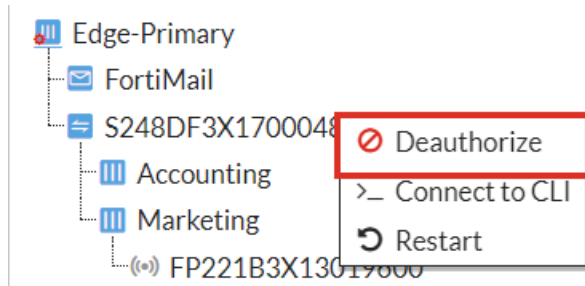 Edge-Primary
FortiMail
S248DF3X1700048
Deauthorize
Accounting
>_ Connect to CLI
Marketing
Restart
FP221B3X13019600